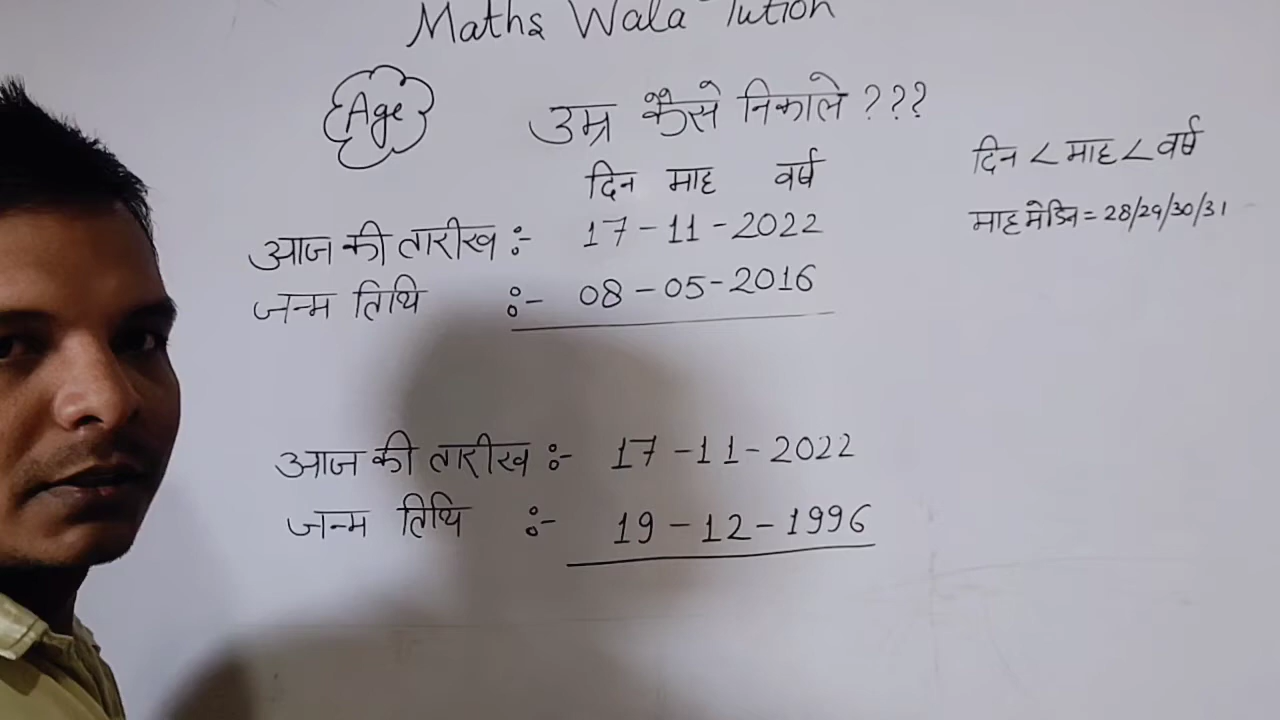 Maths Wala Tution
Age
उम्र कैसे निकाले ???
दिन माह वर्ष
दिन < माह < वर्ष
माह मे दिन = 28/29/30/31
आज की तारीख :- 17-11-2022
जन्म तिथि :- 08-05-2016
आज की तारीख :- 17-11-2022
जन्म तिथि :- 19-12-1996